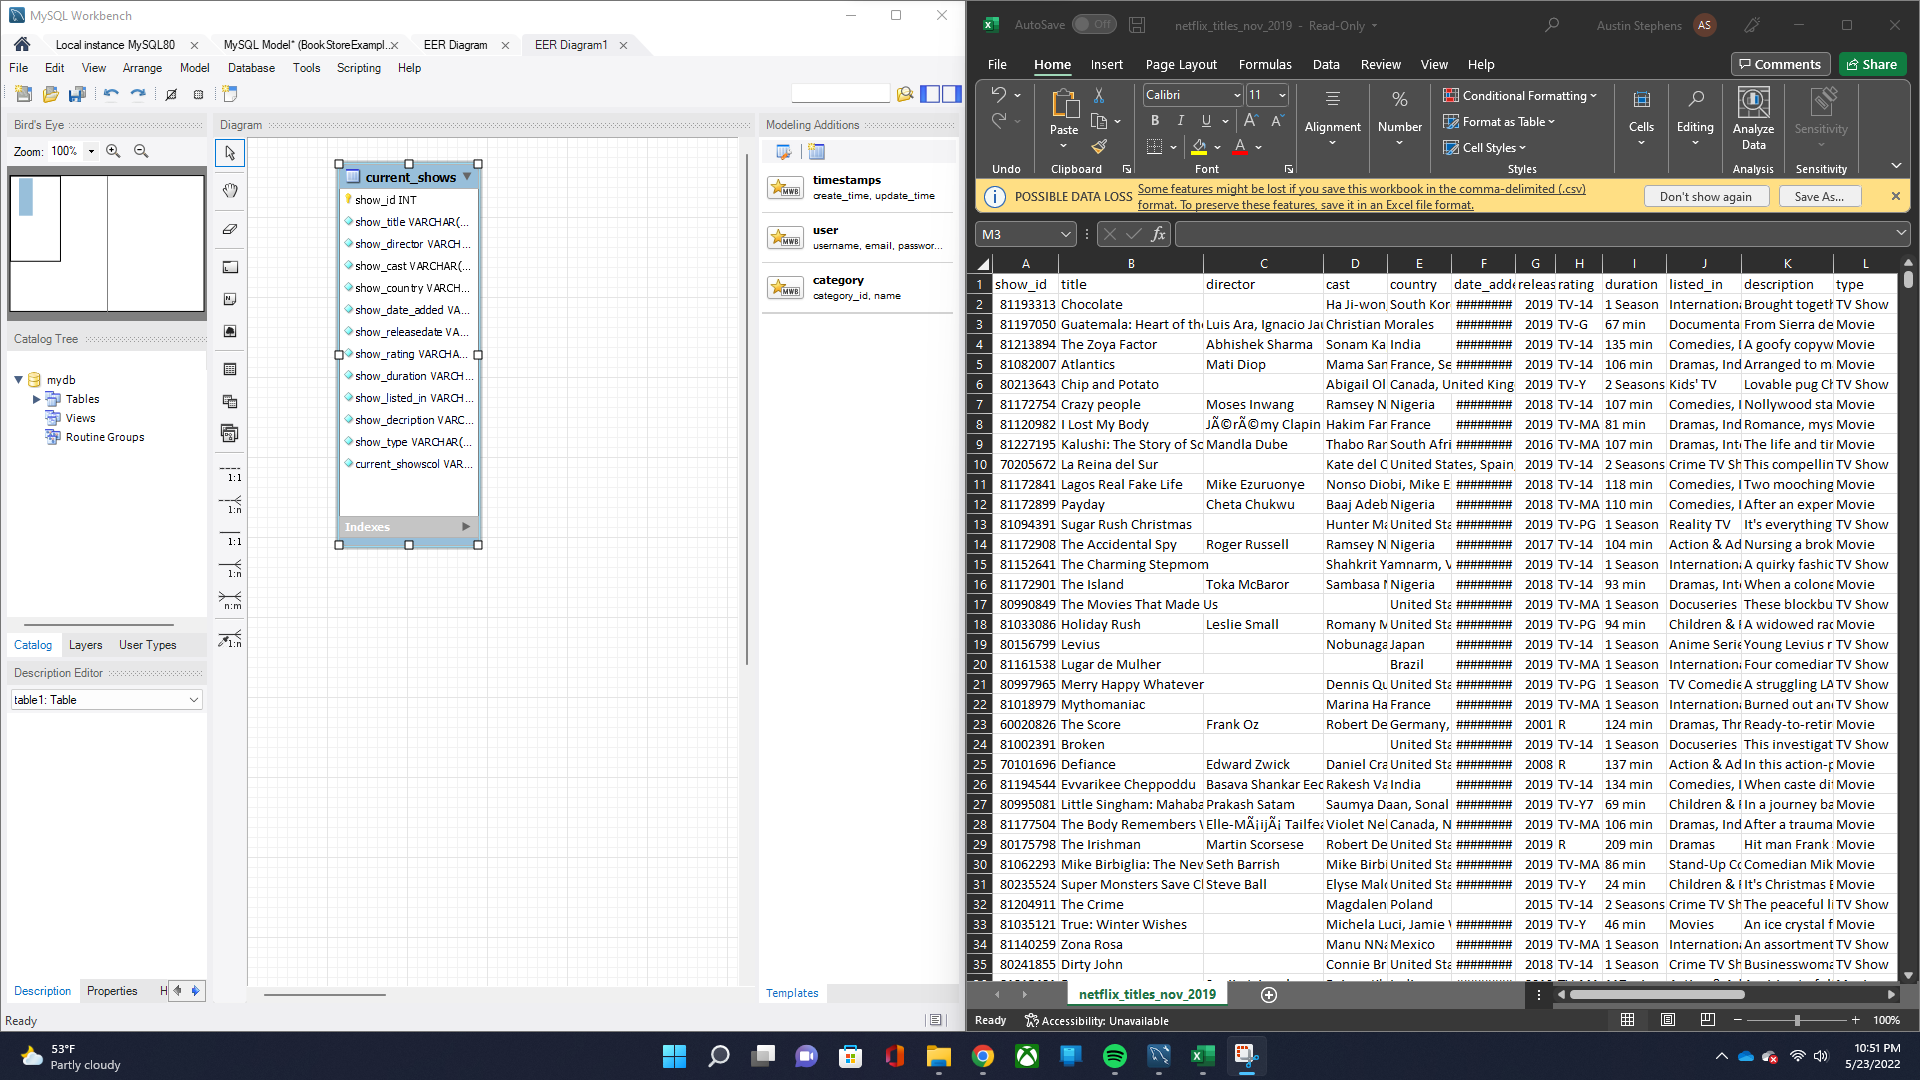 MySQL Workbench
Local instance MySQL80
MySQL Model* (BookStoreExampl...
EER Diagram
EER Diagram1
File Edit View Arrange Model Database Tools Scripting Help
Bird's Eye
Zoom: 100%
Catalog Tree
mydb
Tables
Views
Routine Groups
Catalog Layers User Types
Description Editor
table1: Table
Description Properties H
Ready
Diagram
1:1
1:n
1:1
1:n
n:m
1:n
current_shows
show_id INT
show_title VARCHAR(...
show_director VARCH...
show_cast VARCHAR(...
show_country VARCH...
show_date_added VA...
show_releasedate VA...
show_rating VARCHA...
show_duration VARCH...
show_listed_in VARCH...
show_decription VARC...
show_type VARCHAR(...
current_showscol VAR...
Indexes
Modeling Additions
timestamps
create_time, update_time
user
username, email, passwor...
category
category_id, name
Templates
AutoSave Off
netflix_titles_nov_2019 - Read-Only
Austin Stephens AS
File Home Insert Page Layout Formulas Data Review View Help
Comments Share
Undo
Paste
Clipboard
Calibri 11
B I U
Font
Alignment
Number
Conditional Formatting
Format as Table
Cell Styles
Styles
Cells
Editing
Analyze Data
Analysis
Sensitivity
Sensitivity
POSSIBLE DATA LOSS Some features might be lost if you save this workbook in the comma-delimited (.csv) format. To preserve these features, save it in an Excel file format.
Don't show again Save As...
M3 fx
A B C D E F G H I J K L
1 show_id title director cast country date_adde releas rating duration listed_in description type
2 81193313 Chocolate Ha Ji-won, South Kor ######## 2019 TV-14 1 Season Internationa Brought togeth TV Show
3 81197050 Guatemala: Heart of the Luis Ara, Ignacio Jau Christian Morales ######## 2019 TV-G 67 min Documenta From Sierra de Movie
4 81213894 The Zoya Factor Abhishek Sharma Sonam Ka India ######## 2019 TV-14 135 min Comedies, I A goofy copyw Movie
5 81082007 Atlantics Mati Diop Mama San France, Se ######## 2019 TV-14 106 min Dramas, Ind Arranged to m Movie
6 80213643 Chip and Potato Abigail Ol Canada, United King 2019 TV-Y 2 Seasons Kids' TV Lovable pug Ch TV Show
7 81172754 Crazy people Moses Inwang Ramsey N Nigeria ######## 2018 TV-14 107 min Comedies, I Nollywood sta Movie
8 81120982 I Lost My Body JÃ©rÃ©my Clapin Hakim Far France ######## 2019 TV-MA 81 min Dramas, Ind Romance, mys Movie
9 81227195 Kalushi: The Story of Sc Mandla Dube Thabo Ran South Afri ######## 2016 TV-MA 107 min Dramas, Int The life and tir Movie
10 70205672 La Reina del Sur Kate del C United States, Spain, 2019 TV-14 2 Seasons Crime TV Sh This compellin TV Show
11 81172841 Lagos Real Fake Life Mike Ezuruonye Nonso Diobi, Mike E ######## 2018 TV-14 118 min Comedies, I Two mooching Movie
12 81172899 Payday Cheta Chukwu Baaj Adeb Nigeria ######## 2018 TV-MA 110 min Comedies, I After an exper Movie
13 81094391 Sugar Rush Christmas Hunter Ma United Sta ######## 2019 TV-PG 1 Season Reality TV It's everything TV Show
14 81172908 The Accidental Spy Roger Russell Ramsey N Nigeria ######## 2017 TV-14 104 min Action & Ad Nursing a brok Movie
15 81152641 The Charming Stepmom Shahkrit Yamnarm, V ######## 2019 TV-14 1 Season Internationa A quirky fashic TV Show
16 81172901 The Island Toka McBaror Sambasa N Nigeria ######## 2018 TV-14 93 min Dramas, Int When a colone Movie
17 80990849 The Movies That Made Us United Sta ######## 2019 TV-MA 1 Season Docuseries These blockbu TV Show
18 81033086 Holiday Rush Leslie Small Romany M United Sta ######## 2019 TV-PG 94 min Children & I A widowed rad Movie
19 80156799 Levius Nobunaga Japan ######## 2019 TV-14 1 Season Anime Serie Young Levius r TV Show
20 81161538 Lugar de Mulher Brazil ######## 2019 TV-MA 1 Season Internationa Four comedian TV Show
21 80997965 Merry Happy Whatever Dennis Qu United Sta ######## 2019 TV-PG 1 Season TV Comedie A struggling LA TV Show
22 81018979 Mythomaniac Marina Ha France ######## 2019 TV-MA 1 Season Internationa Burned out and TV Show
23 60020826 The Score Frank Oz Robert De Germany, ######## 2001 R 124 min Dramas, Thr Ready-to-retir Movie
24 81002391 Broken United Sta ######## 2019 TV-14 1 Season Docuseries This investigat TV Show
25 70101696 Defiance Edward Zwick Daniel Cra United Sta ######## 2008 R 137 min Action & Ad In this action-p Movie
26 81194544 Evvarikee Cheppoddu Basava Shankar Eec Rakesh Va India ######## 2019 TV-14 134 min Comedies, I When caste dif Movie
27 80995081 Little Singham: Mahaba Prakash Satam Saumya Daan, Sonal ######## 2019 TV-Y7 69 min Children & I In a journey ba Movie
28 81177504 The Body Remembers W Elle-MÃ¡ijÃ¡ Tailfea Violet Nel Canada, N ######## 2019 TV-MA 106 min Dramas, Ind After a trauma Movie
29 80175798 The Irishman Martin Scorsese Robert De United Sta ######## 2019 R 209 min Dramas Hit man Frank Movie
30 81062293 Mike Birbiglia: The New Seth Barrish Mike Birbi United Sta ######## 2019 TV-MA 86 min Stand-Up Co Comedian Mik Movie
31 80235524 Super Monsters Save Cl Steve Ball Elyse Malo United Sta ######## 2019 TV-Y 24 min Children & I It's Christmas E Movie
32 81204911 The Crime Magdalen Poland 2015 TV-14 2 Seasons Crime TV Sh The peaceful li TV Show
33 81035121 True: Winter Wishes Michela Luci, Jamie W ######## 2019 TV-Y 46 min Movies An ice crystal f Movie
34 81140259 Zona Rosa Manu NNa Mexico ######## 2019 TV-MA 1 Season Internationa An assortment TV Show
35 80241855 Dirty John Connie Br United Sta ######## 2018 TV-14 1 Season Crime TV Sh Businesswoma TV Show
netflix_titles_nov_2019
Ready Accessibility: Unavailable 100%
53°F
Partly cloudy
10:51 PM
5/23/2022